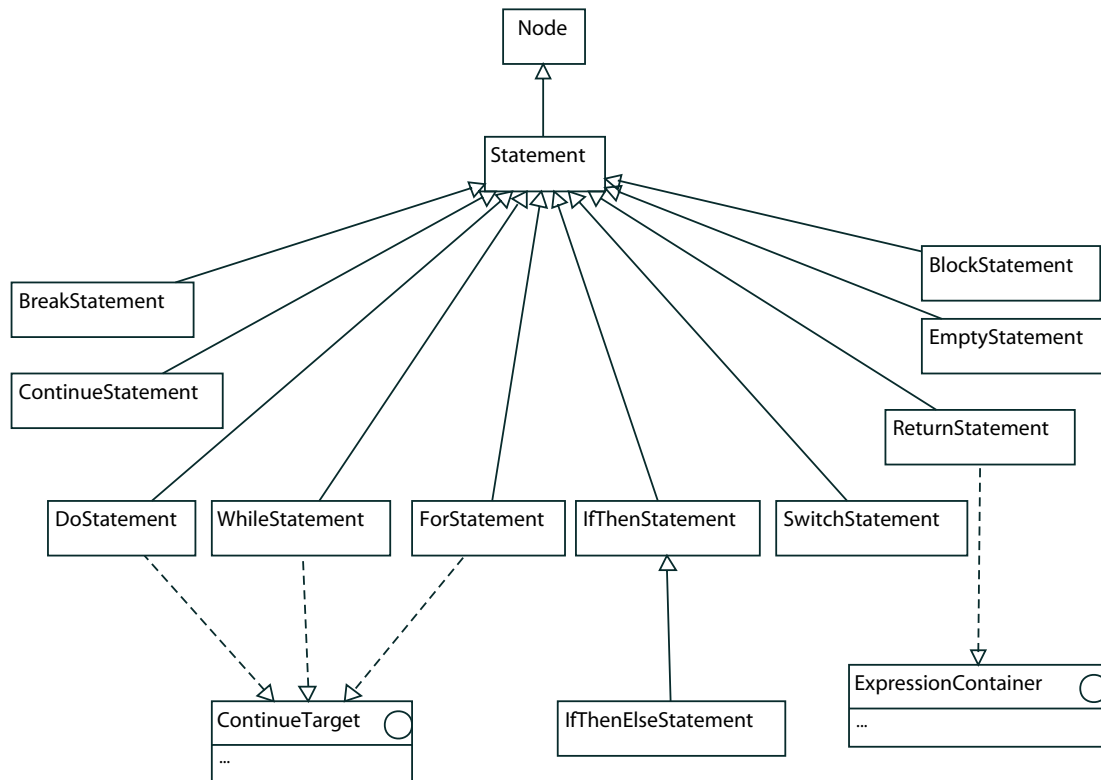 Node
Statement
BlockStatement
BreakStatement
EmptyStatement
ContinueStatement
ReturnStatement
DoStatement
WhileStatement
ForStatement
IfThenStatement
SwitchStatement
ExpressionContainer
...
ContinueTarget
...
IfThenElseStatement